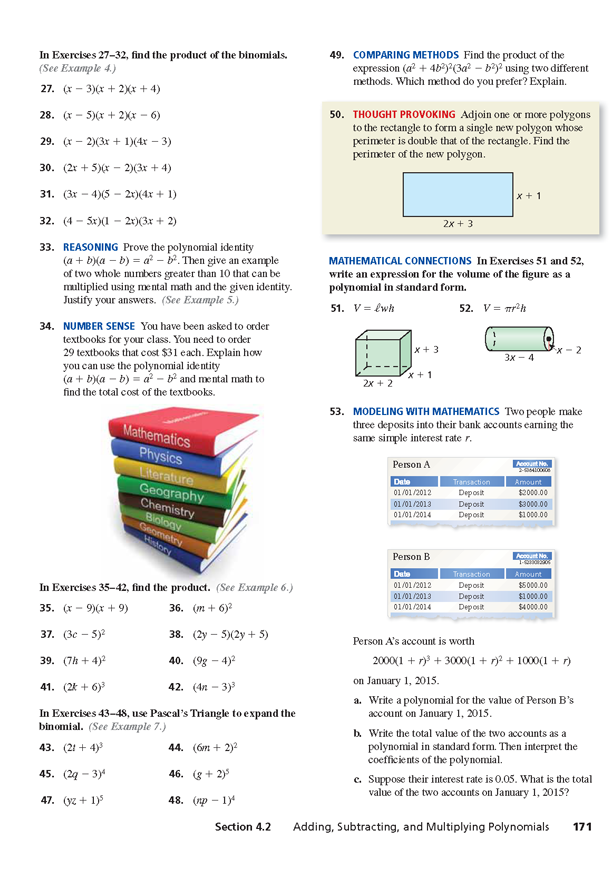 In Exercises 27–32, find the product of the binomials.
(See Example 4.)
27. (x − 3)(x + 2)(x + 4)
28. (x − 5)(x + 2)(x − 6)
29. (x − 2)(3x + 1)(4x − 3)
30. (2x + 5)(x − 2)(3x + 4)
31. (3x − 4)(5 − 2x)(4x + 1)
32. (4 − 5x)(1 − 2x)(3x + 2)
33. REASONING Prove the polynomial identity
(a + b)(a − b) = a² − b². Then give an example
of two whole numbers greater than 10 that can be
multiplied using mental math and the given identity.
Justify your answers. (See Example 5.)
34. NUMBER SENSE You have been asked to order
textbooks for your class. You need to order
29 textbooks that cost $31 each. Explain how
you can use the polynomial identity
(a + b)(a − b) = a² − b² and mental math to
find the total cost of the textbooks.
Mathematics
Mathematics
Physics
Literature
Geography
Chemistry
Biology
Geometry
History
In Exercises 35–42, find the product. (See Example 6.)
35. (x − 9)(x + 9) 36. (m + 6)²
37. (3c − 5)² 38. (2y − 5)(2y + 5)
39. (7h + 4)² 40. (9g − 4)²
41. (2k + 6)³ 42. (4n − 3)³
In Exercises 43–48, use Pascal's Triangle to expand the
binomial. (See Example 7.)
43. (2t + 4)³ 44. (6m + 2)²
45. (2q − 3)⁴ 46. (g + 2)⁵
47. (yz + 1)⁵ 48. (np − 1)⁴
49. COMPARING METHODS Find the product of the
expression (a² + 4b²)²(3a² − b²)² using two different
methods. Which method do you prefer? Explain.
50. THOUGHT PROVOKING Adjoin one or more polygons
to the rectangle to form a single new polygon whose
perimeter is double that of the rectangle. Find the
perimeter of the new polygon.
x + 1
2x + 3
MATHEMATICAL CONNECTIONS In Exercises 51 and 52,
write an expression for the volume of the figure as a
polynomial in standard form.
51. V = ℓwh 52. V = πr²h
x + 3
x + 1
2x + 2
x − 2
3x − 4
53. MODELING WITH MATHEMATICS Two people make
three deposits into their bank accounts earning the
same simple interest rate r.
Person A Account No.
2-5384100608
Date Transaction Amount
01/01/2012 Deposit $2000.00
01/01/2013 Deposit $3000.00
01/01/2014 Deposit $1000.00
Person B Account No.
Date Transaction Amount
01/01/2012 Deposit $5000.00
01/01/2013 Deposit $1000.00
01/01/2014 Deposit $4000.00
Person A's account is worth
2000(1 + r)³ + 3000(1 + r)² + 1000(1 + r)
on January 1, 2015.
a. Write a polynomial for the value of Person B's
account on January 1, 2015.
b. Write the total value of the two accounts as a
polynomial in standard form. Then interpret the
coefficients of the polynomial.
c. Suppose their interest rate is 0.05. What is the total
value of the two accounts on January 1, 2015?
Section 4.2 Adding, Subtracting, and Multiplying Polynomials 171